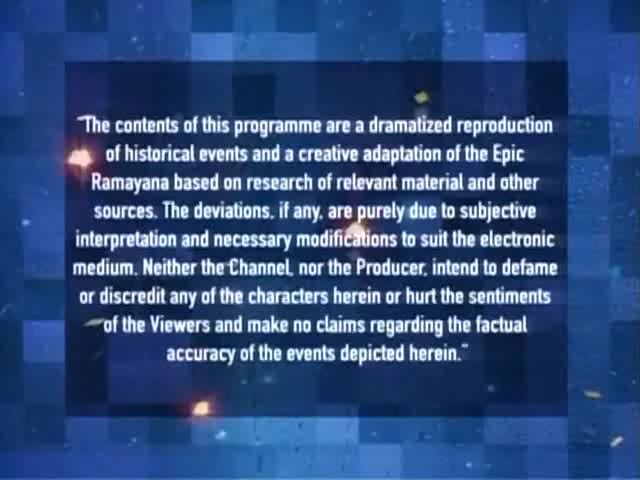 "The contents of this programme are a dramatized reproduction
of historical events and a creative adaptation of the Epic
Ramayana based on research of relevant material and other
sources. The deviations, if any, are purely due to subjective
interpretation and necessary modifications to suit the electronic
medium. Neither the Channel, nor the Producer, intend to defame
or discredit any of the characters herein or hurt the sentiments
of the Viewers and make no claims regarding the factual
accuracy of the events depicted herein."